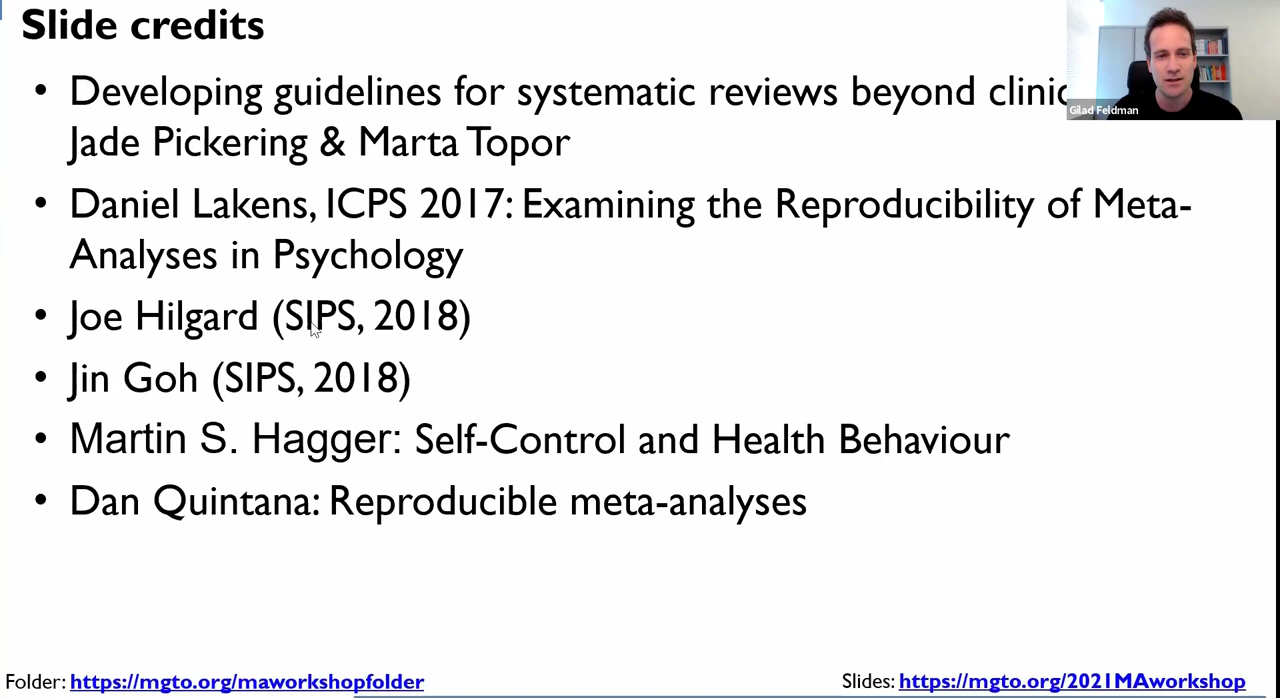 Slide credits
• Developing guidelines for systematic reviews beyond
Jade Pickering & Marta Topor
• Daniel Lakens, ICPS 2017: Examining the Reproducibility of Meta-
Analyses in Psychology
• Joe Hilgard (SIPS, 2018)
• Jin Goh (SIPS, 2018)
• Martin S. Hagger: Self-Control and Health Behaviour
• Dan Quintana: Reproducible meta-analyses
Gilad Feldman
Folder: https://mgto.org/maworkshopfolder
Slides: https://mgto.org/2021MAworkshop